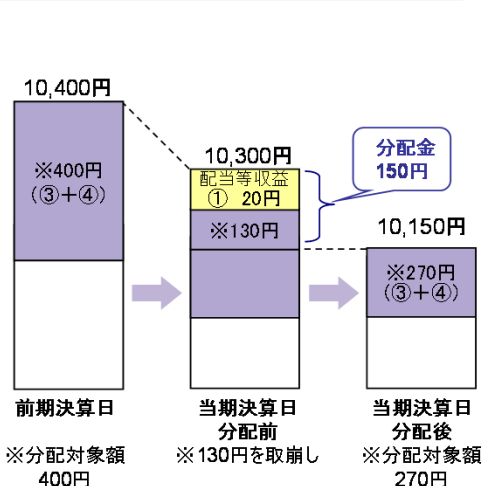 10,400円
※400円
（③＋④）
10,300円
配当等収益
① 20円
※130円
分配金
150円
10,150円
※270円
（③＋④）
前期決算日
※分配対象額
400円
当期決算日
分配前
※130円を取崩し
当期決算日
分配後
※分配対象額
270円